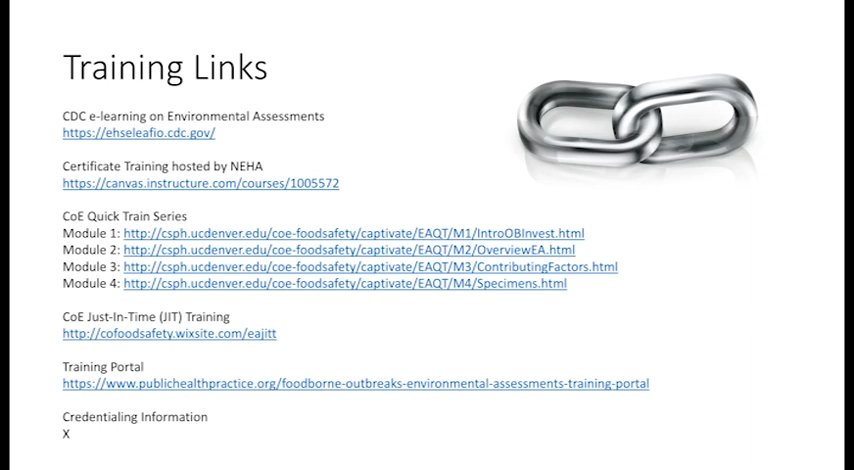 Training Links
CDC e-learning on Environmental Assessments
https://ehseleafio.cdc.gov/
Certificate Training hosted by NEHA
https://canvas.instructure.com/courses/1005572
CoE Quick Train Series
Module 1: http://csph.ucdenver.edu/coe-foodsafety/captivate/EAQT/M1/IntroOBInvest.html
Module 2: http://csph.ucdenver.edu/coe-foodsafety/captivate/EAQT/M2/OverviewEA.html
Module 3: http://csph.ucdenver.edu/coe-foodsafety/captivate/EAQT/M3/ContributingFactors.html
Module 4: http://csph.ucdenver.edu/coe-foodsafety/captivate/EAQT/M4/Specimens.html
CoE Just-In-Time (JIT) Training
http://cofoodsafety.wixsite.com/eajitt
Training Portal
https://www.publichealthpractice.org/foodborne-outbreaks-environmental-assessments-training-portal
Credentialing Information
X